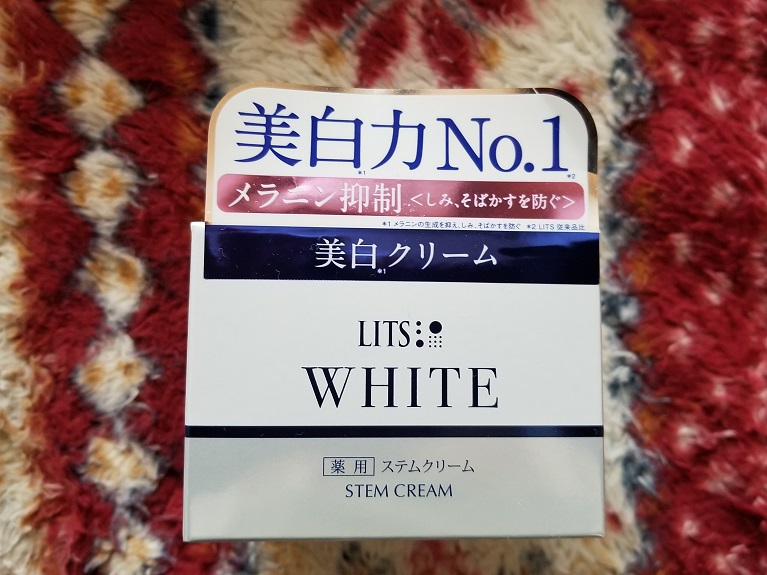 美白力No.1
*1 *2
メラニン抑制<しみ、そばかすを防ぐ>
*1 メラニンの生成を抑え、しみ、そばかすを防ぐ *2 LITS 従来品比
美白*1クリーム
LITS
WHITE
薬用 ステムクリーム
STEM CREAM